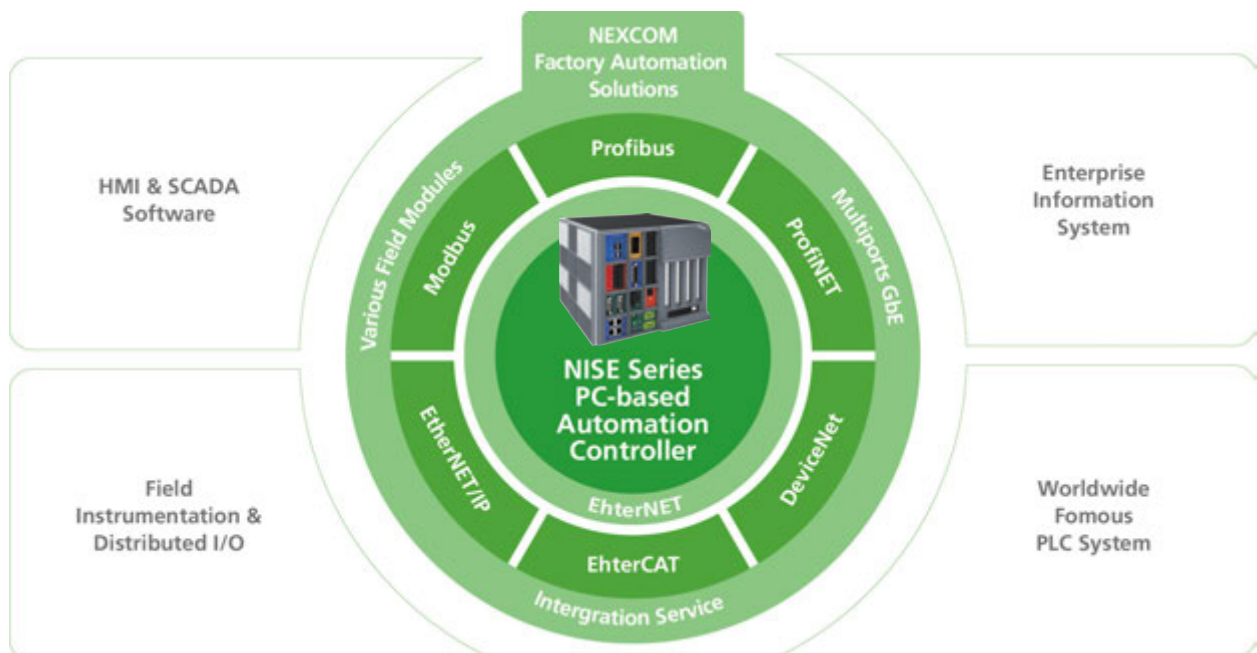 NEXCOM
Factory Automation
Solutions
HMI & SCADA
Software
Enterprise
Information
System
Various Field Modules
Multiports GbE
Profibus
Modbus
ProfiNET
NISE Series
PC-based
Automation
Controller
EtherNET/IP
DeviceNet
EhterNET
EhterCAT
Intergration Service
Field
Instrumentation &
Distributed I/O
Worldwide
Fomous
PLC System